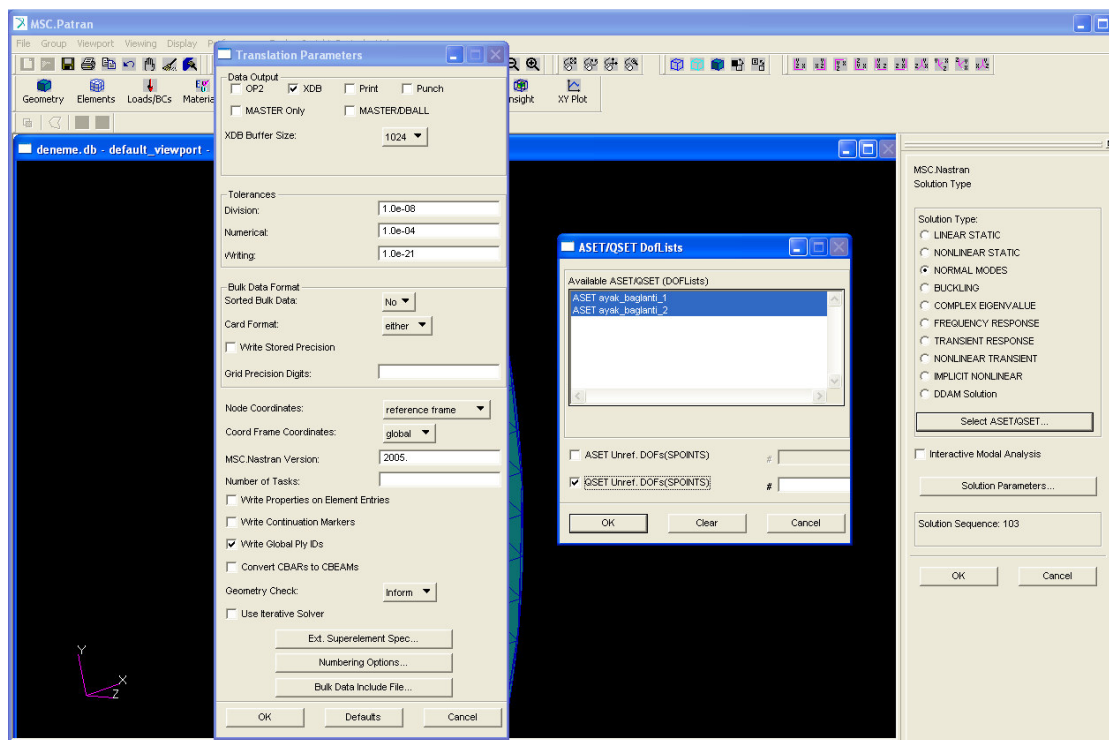 MSC.Patran
File Group Viewport Viewing Display
Geometry Elements Loads/BCs Materia
nsight XY Plot
deneme.db - default_viewport -
Translation Parameters
Data Output
OP2 XDB Print Punch
MASTER Only MASTER/DBALL
XDB Buffer Size: 1024
Tolerances
Division: 1.0e-08
Numerical: 1.0e-04
Writing: 1.0e-21
Bulk Data Format
Sorted Bulk Data: No
Card Format: either
Write Stored Precision
Grid Precision Digits:
Node Coordinates: reference frame
Coord Frame Coordinates: global
MSC.Nastran Version: 2005.
Number of Tasks:
Write Properties on Element Entries
Write Continuation Markers
Write Global Ply IDs
Convert CBARs to CBEAMs
Geometry Check: Inform
Use Iterative Solver
Ext. Superelement Spec...
Numbering Options...
Bulk Data Include File...
OK Defaults Cancel
Y
X
Z
ASET/QSET DofLists
Available ASET/QSET (DOFLists)
ASET ayak_baglanti_1
ASET ayak_baglanti_2
ASET Unref. DOFs(SPOINTS) #
QSET Unref. DOFs(SPOINTS) #
OK Clear Cancel
MSC.Nastran
Solution Type
Solution Type:
LINEAR STATIC
NONLINEAR STATIC
NORMAL MODES
BUCKLING
COMPLEX EIGENVALUE
FREQUENCY RESPONSE
TRANSIENT RESPONSE
NONLINEAR TRANSIENT
IMPLICIT NONLINEAR
DDAM Solution
Select ASET/QSET...
Interactive Modal Analysis
Solution Parameters...
Solution Sequence: 103
OK Cancel